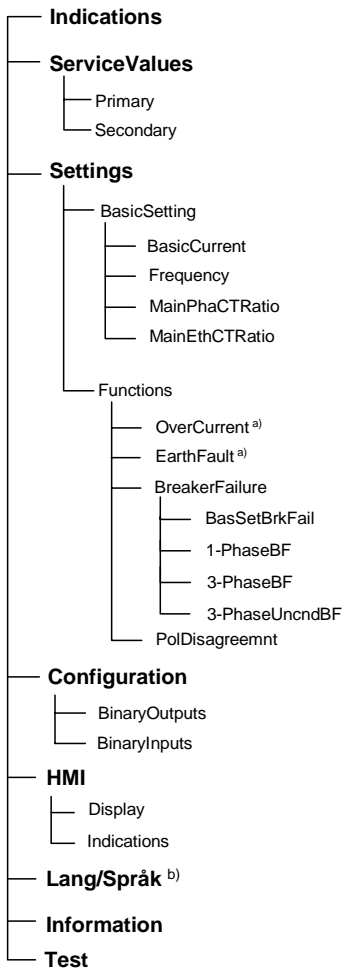 Indications
ServiceValues
Primary
Secondary
Settings
BasicSetting
BasicCurrent
Frequency
MainPhaCTRatio
MainEthCTRatio
Functions
OverCurrent a)
EarthFault a)
BreakerFailure
BasSetBrkFail
1-PhaseBF
3-PhaseBF
3-PhaseUncndBF
PolDisagreemnt
Configuration
BinaryOutputs
BinaryInputs
HMI
Display
Indications
Lang/Språk b)
Information
Test